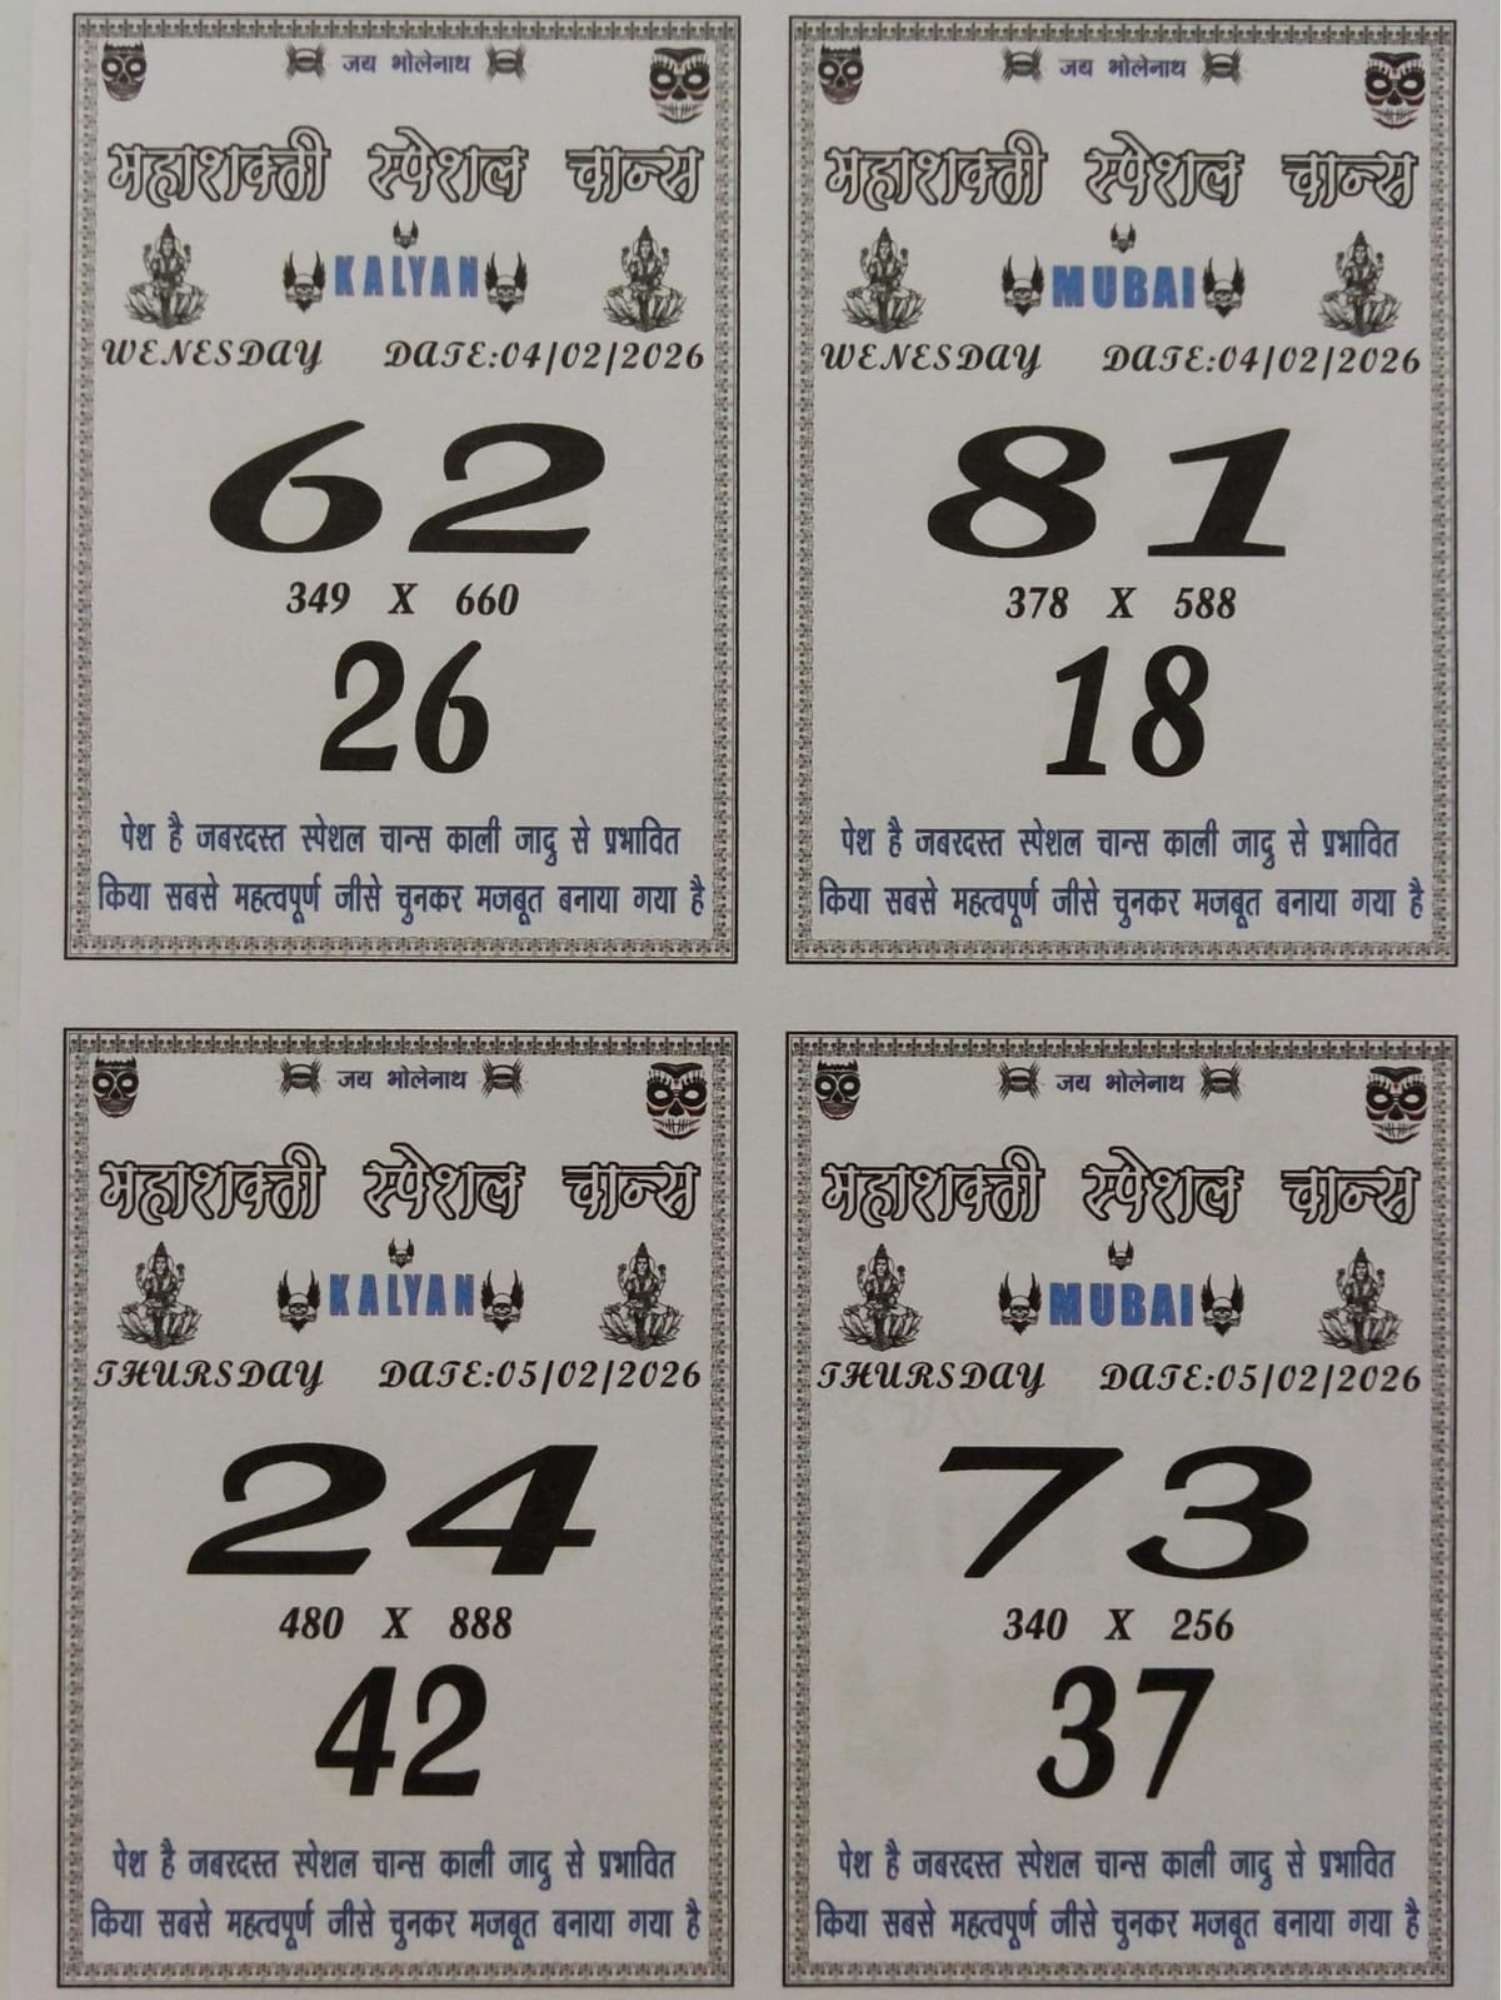 जय भोलेनाथ
महाशक्ती स्पेशल चान्स
KALYAN
WENESDAY DATE:04/02/2026
62
349 X 660
26
पेश है जबरदस्त स्पेशल चान्स काली जादु से प्रभावित
किया सबसे महत्वपूर्ण जीसे चुनकर मजबूत बनाया गया है
जय भोलेनाथ
महाशक्ती स्पेशल चान्स
MUBAI
WENESDAY DATE:04/02/2026
81
378 X 588
18
पेश है जबरदस्त स्पेशल चान्स काली जादु से प्रभावित
किया सबसे महत्वपूर्ण जीसे चुनकर मजबूत बनाया गया है
जय भोलेनाथ
महाशक्ती स्पेशल चान्स
KALYAN
THURSDAY DATE:05/02/2026
24
480 X 888
42
पेश है जबरदस्त स्पेशल चान्स काली जादु से प्रभावित
किया सबसे महत्वपूर्ण जीसे चुनकर मजबूत बनाया गया है
जय भोलेनाथ
महाशक्ती स्पेशल चान्स
MUBAI
THURSDAY DATE:05/02/2026
73
340 X 256
37
पेश है जबरदस्त स्पेशल चान्स काली जादु से प्रभावित
किया सबसे महत्वपूर्ण जीसे चुनकर मजबूत बनाया गया है